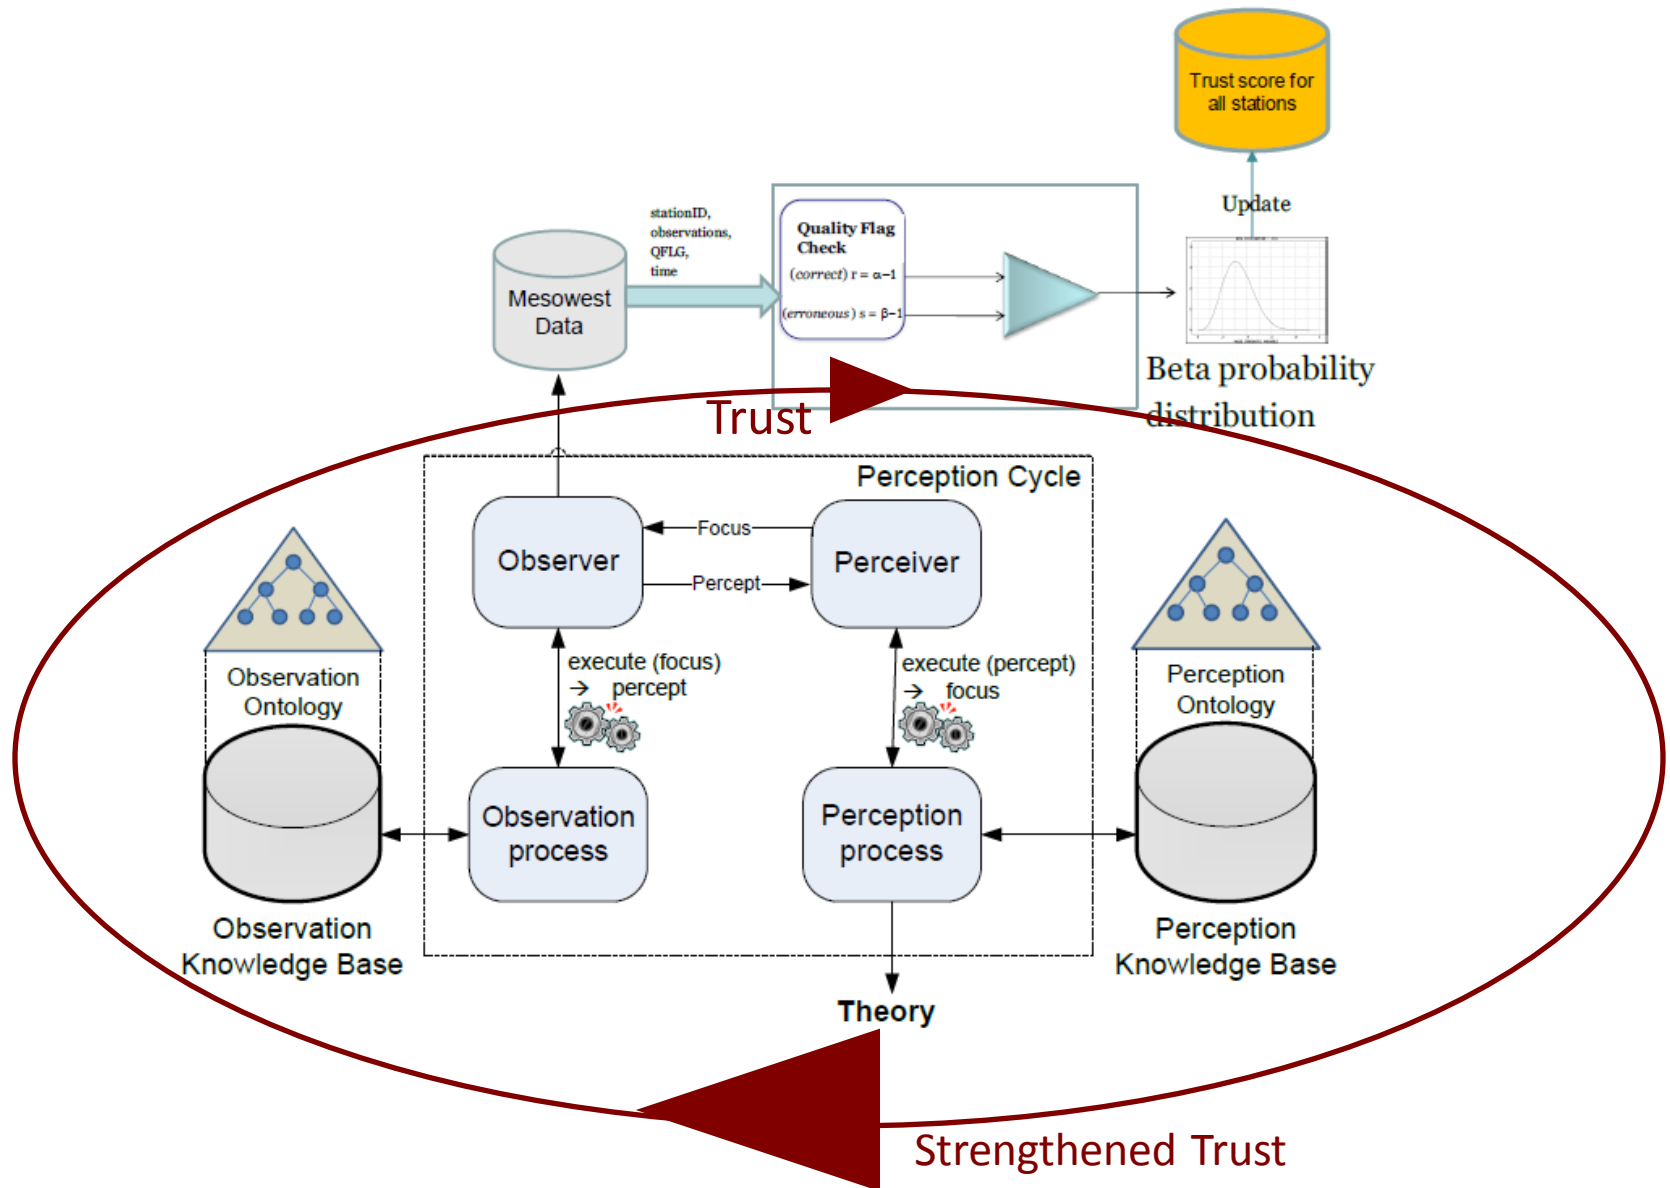 Trust score for
all stations
Update
stationID,
observations,
QFLG,
time
Quality Flag
Check
(correct) r = α−1
(erroneous) s = β−1
Mesowest
Data
Beta probability
distribution
Trust
Perception Cycle
Observer
Focus
Percept
Perceiver
execute (focus)
→ percept
execute (percept)
→ focus
Observation
Ontology
Perception
Ontology
Observation
process
Perception
process
Observation
Knowledge Base
Perception
Knowledge Base
Theory
Strengthened Trust